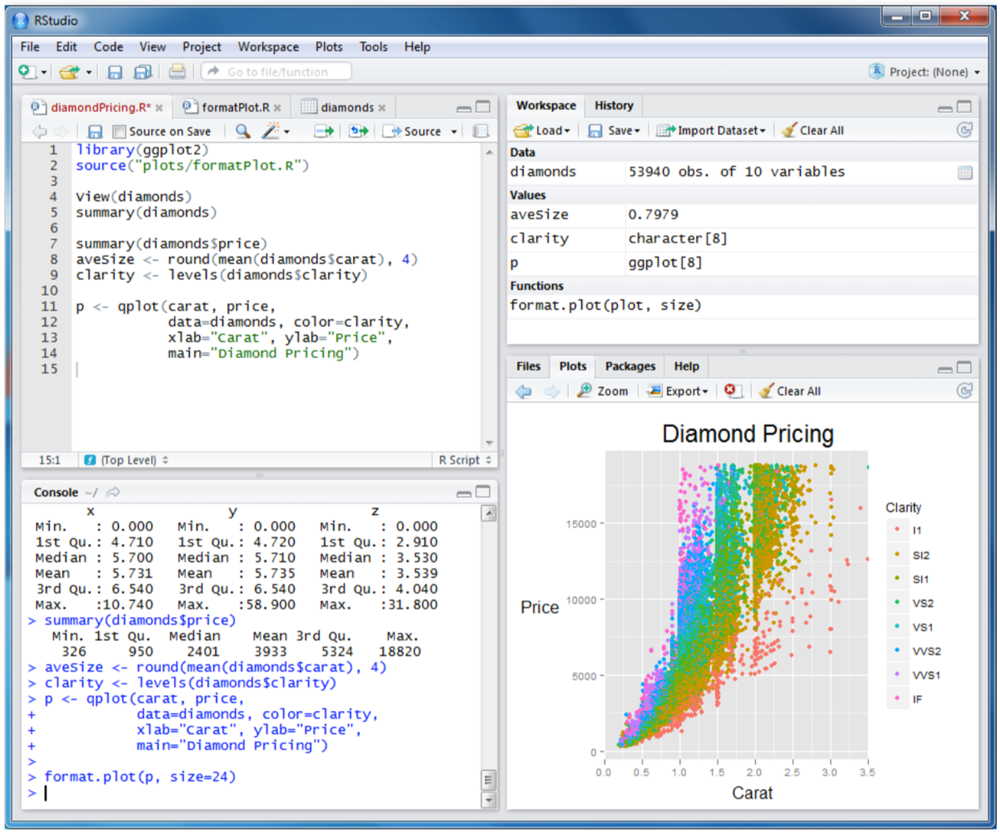 RStudio
File Edit Code View Project Workspace Plots Tools Help
Go to file/function Project: (None)
diamondPricing.R* formatPlot.R diamonds
Source on Save Source
1 library(ggplot2)
2 source("plots/formatPlot.R")
3
4 View(diamonds)
5 summary(diamonds)
6
7 summary(diamonds$price)
8 aveSize <- round(mean(diamonds$carat), 4)
9 clarity <- levels(diamonds$clarity)
10
11 p <- qplot(carat, price,
12 data=diamonds, color=clarity,
13 xlab="Carat", ylab="Price",
14 main="Diamond Pricing")
15
15:1 (Top Level) R Script
Console ~/
x y z
Min. : 0.000 Min. : 0.000 Min. : 0.000
1st Qu.: 4.710 1st Qu.: 4.720 1st Qu.: 2.910
Median : 5.700 Median : 5.710 Median : 3.530
Mean : 5.731 Mean : 5.735 Mean : 3.539
3rd Qu.: 6.540 3rd Qu.: 6.540 3rd Qu.: 4.040
Max. :10.740 Max. :58.900 Max. :31.800
> summary(diamonds$price)
Min. 1st Qu. Median Mean 3rd Qu. Max.
326 950 2401 3933 5324 18820
> aveSize <- round(mean(diamonds$carat), 4)
> clarity <- levels(diamonds$clarity)
> p <- qplot(carat, price,
+ data=diamonds, color=clarity,
+ xlab="Carat", ylab="Price",
+ main="Diamond Pricing")
>
> format.plot(p, size=24)
>
Workspace History
Load Save Import Dataset Clear All
Data
diamonds 53940 obs. of 10 variables
Values
aveSize 0.7979
clarity character[8]
p ggplot[8]
Functions
format.plot(plot, size)
Files Plots Packages Help
Zoom Export Clear All
Diamond Pricing
15000
10000
5000
0
Price
0.0 0.5 1.0 1.5 2.0 2.5 3.0 3.5
Carat
Clarity
I1
SI2
SI1
VS2
VS1
VVS2
VVS1
IF